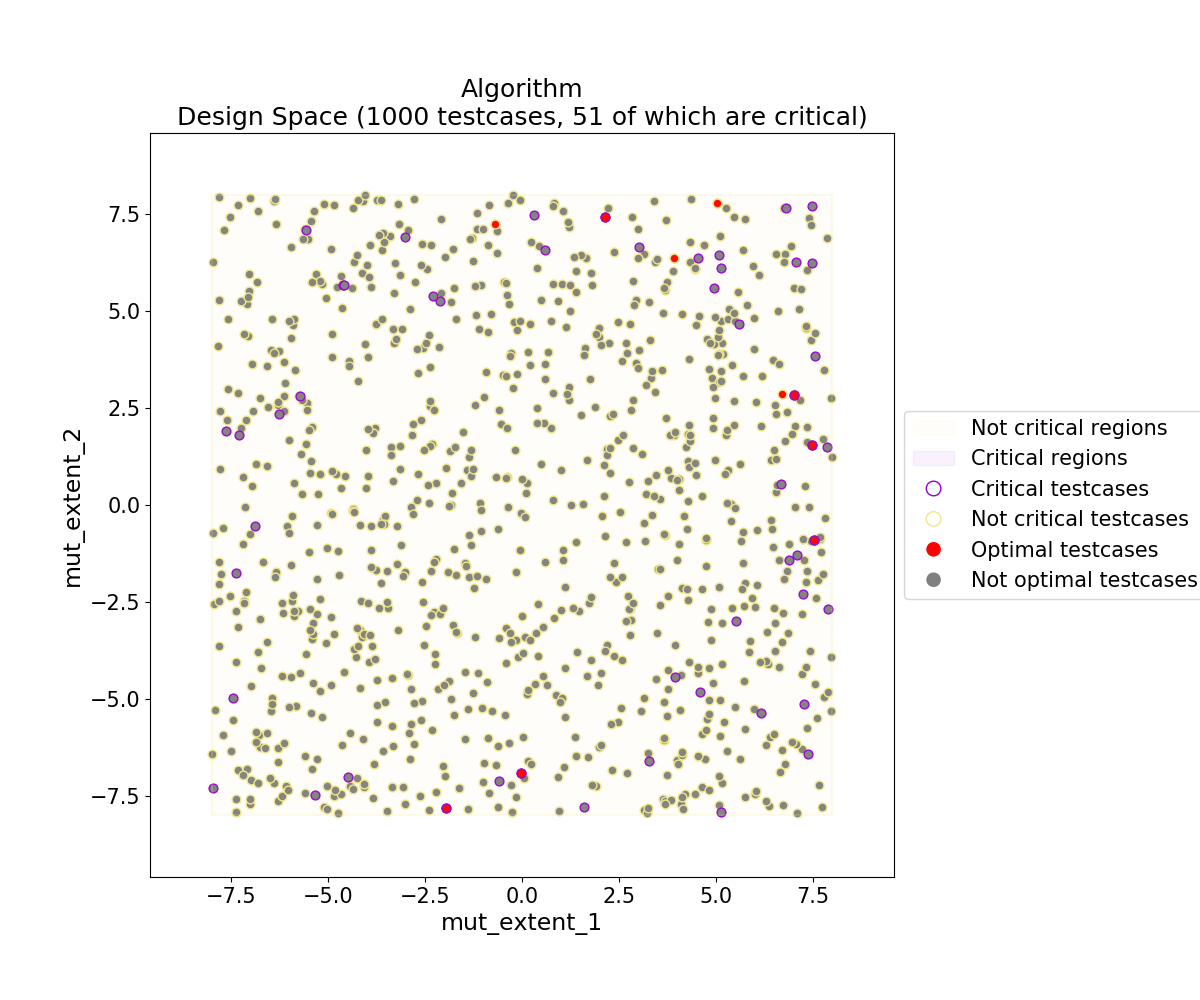 Algorithm
Design Space (1000 testcases, 51 of which are critical)
7.5
5.0
2.5
0.0
−2.5
−5.0
−7.5
mut_extent_2
−7.5 −5.0 −2.5 0.0 2.5 5.0 7.5
mut_extent_1
Not critical regions
Critical regions
Critical testcases
Not critical testcases
Optimal testcases
Not optimal testcases